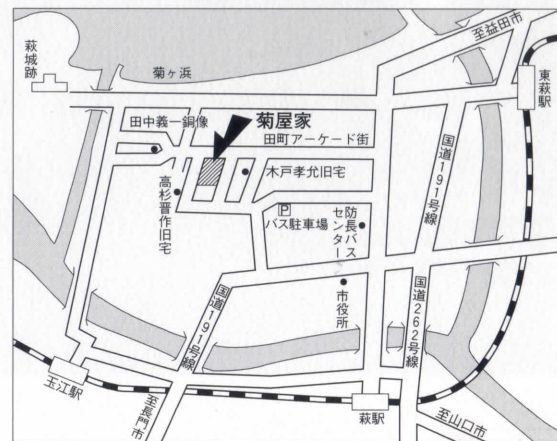 至益田市
萩城跡
菊ヶ浜
東萩駅
田中義一銅像
菊屋家
田町アーケード街
国道191号線
木戸孝允旧宅
高杉晋作旧宅
P
バス駐車場
防長バス
センター
市役所
国道191号線
国道262号線
玉江駅
至長門市
萩駅
至山口市